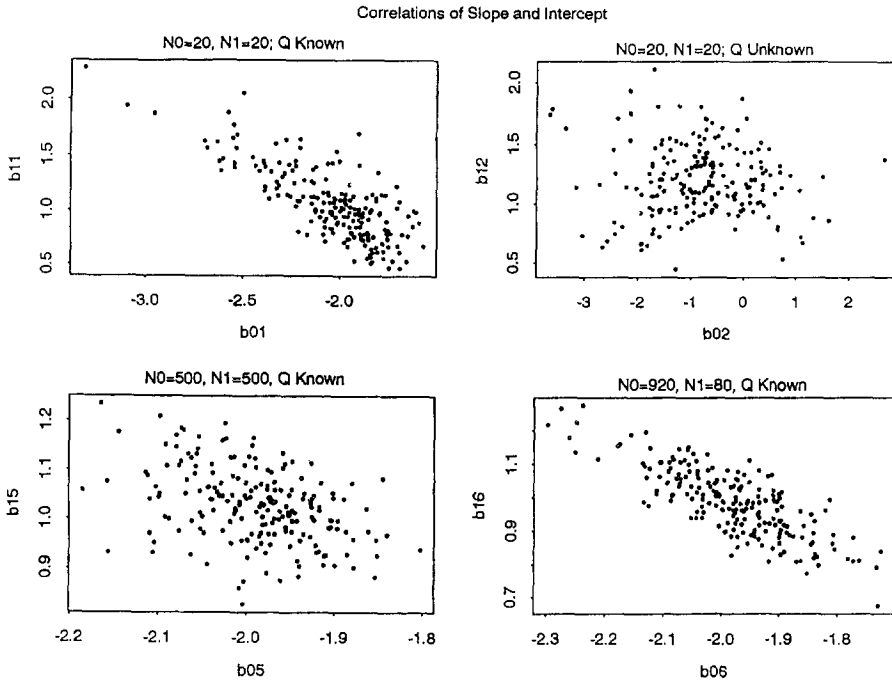 Correlations of Slope and Intercept
N0=20, N1=20; Q Known
b11
2.0
1.5
1.0
0.5
-3.0 -2.5 -2.0
b01
N0=20, N1=20; Q Unknown
b12
2.0
1.5
1.0
0.5
-3 -2 -1 0 1 2
b02
N0=500, N1=500, Q Known
b15
1.2
1.1
1.0
0.9
-2.2 -2.1 -2.0 -1.9 -1.8
b05
N0=920, N1=80, Q Known
b16
1.1
0.9
0.7
-2.3 -2.2 -2.1 -2.0 -1.9 -1.8
b06